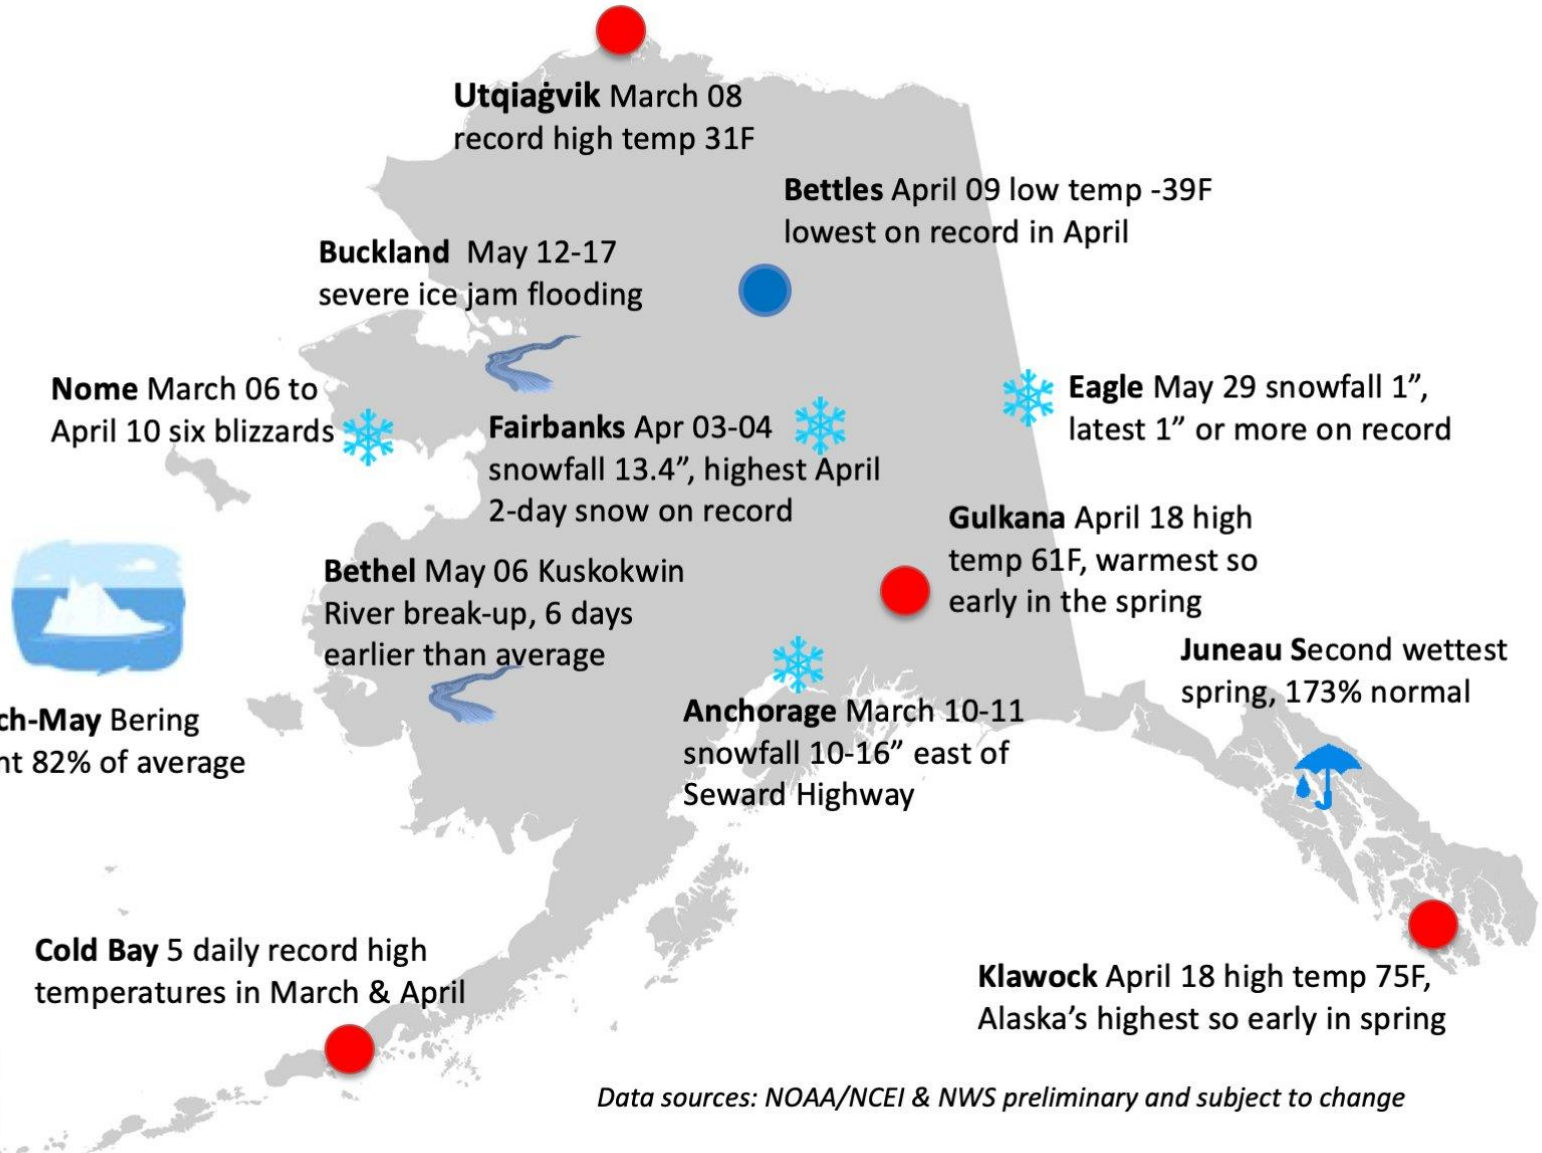 Utqiaġvik March 08
record high temp 31F
Bettles April 09 low temp -39F
lowest on record in April
Buckland May 12-17
severe ice jam flooding
Nome March 06 to
April 10 six blizzards
Fairbanks Apr 03-04
snowfall 13.4”, highest April
2-day snow on record
Eagle May 29 snowfall 1”,
latest 1” or more on record
Gulkana April 18 high
temp 61F, warmest so
early in the spring
Bethel May 06 Kuskokwin
River break-up, 6 days
earlier than average
Juneau Second wettest
spring, 173% normal
ch-May Bering
nt 82% of average
Anchorage March 10-11
snowfall 10-16” east of
Seward Highway
Cold Bay 5 daily record high
temperatures in March & April
Klawock April 18 high temp 75F,
Alaska’s highest so early in spring
Data sources: NOAA/NCEI & NWS preliminary and subject to change